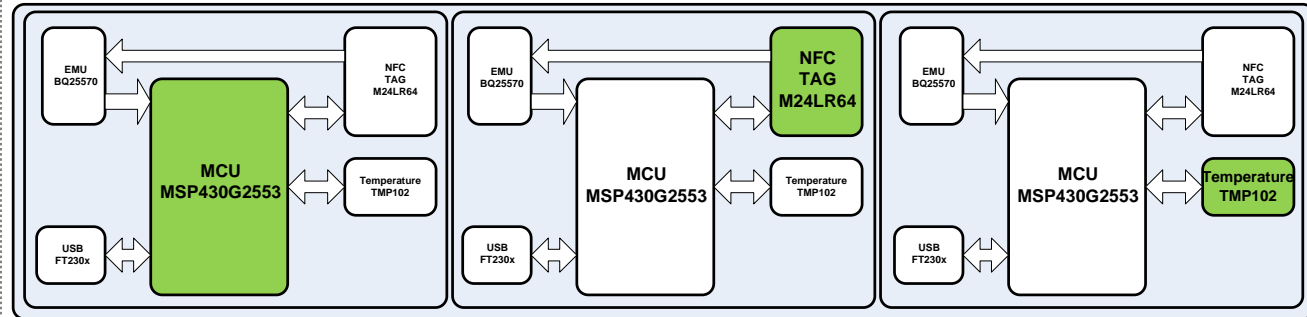 EMU
BQ25570
NFC
TAG
M24LR64
MCU
MSP430G2553
Temperature
TMP102
USB
FT230x
EMU
BQ25570
NFC
TAG
M24LR64
MCU
MSP430G2553
Temperature
TMP102
USB
FT230x
EMU
BQ25570
NFC
TAG
M24LR64
MCU
MSP430G2553
Temperature
TMP102
USB
FT230x